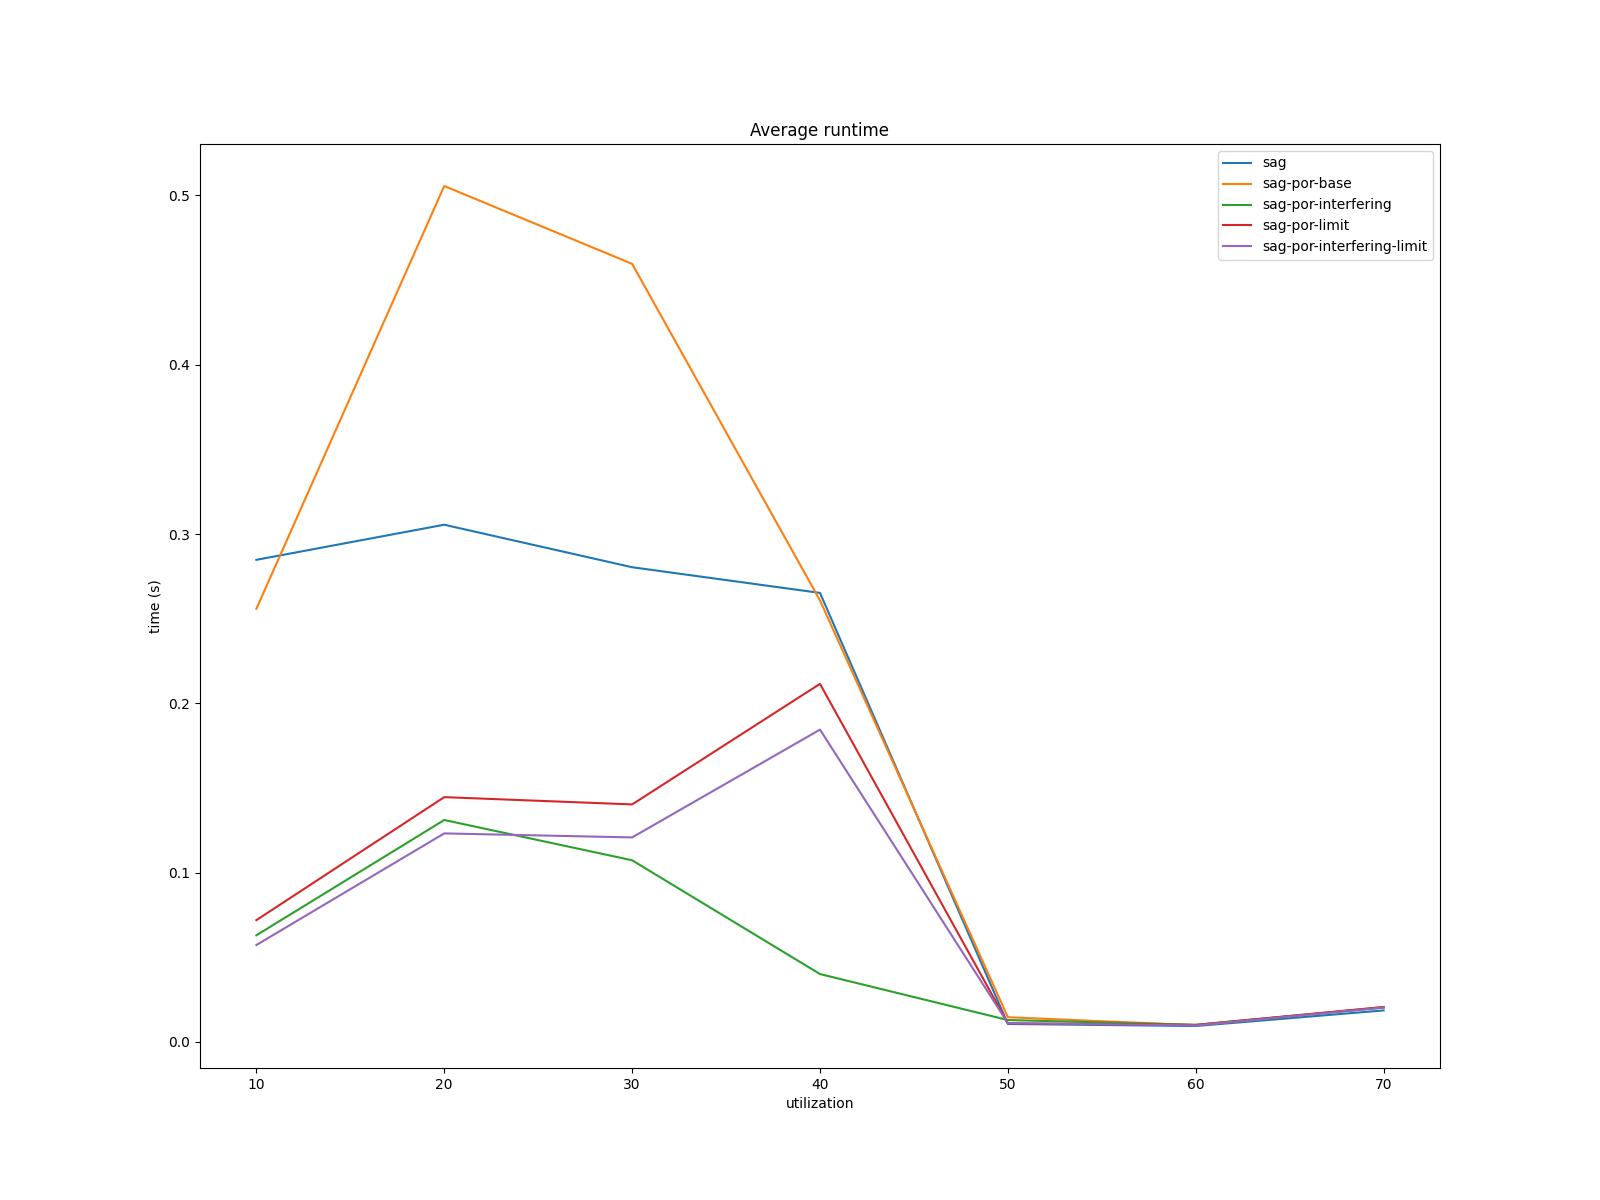 Average runtime
sag
sag-por-base
sag-por-interfering
sag-por-limit
sag-por-interfering-limit
0.5
0.4
0.3
0.2
0.1
0.0
time (s)
10 20 30 40 50 60 70
utilization